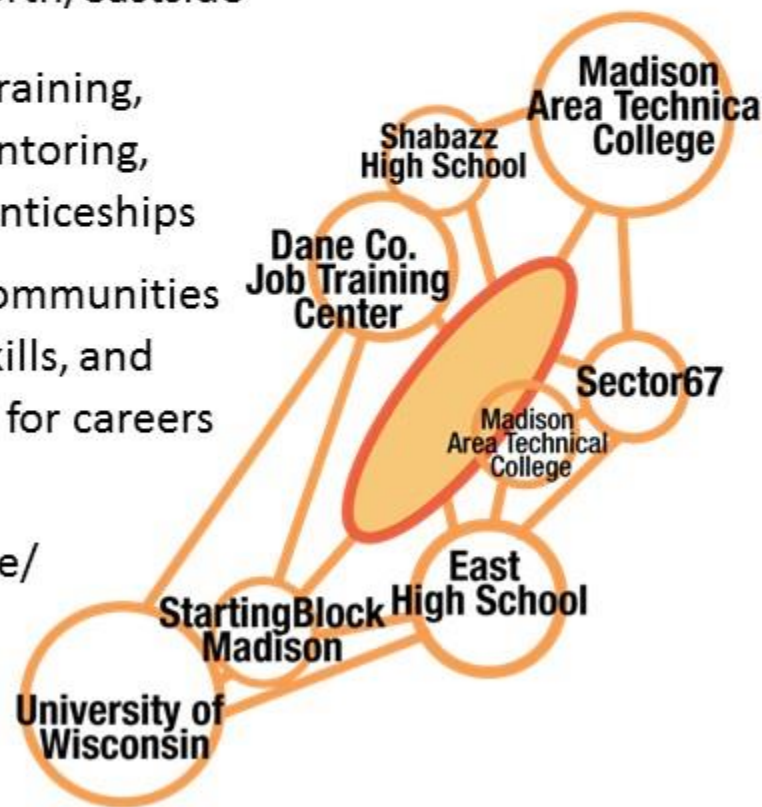 raining,
ntoring,
nticeships
ommunities
kills, and
for careers
e/
Madison
Area Technica
College
Shabazz
High School
Dane Co.
Job Training
Center
Sector67
Madison
Area Technical
College
East
High School
StartingBlock
Madison
University of
Wisconsin